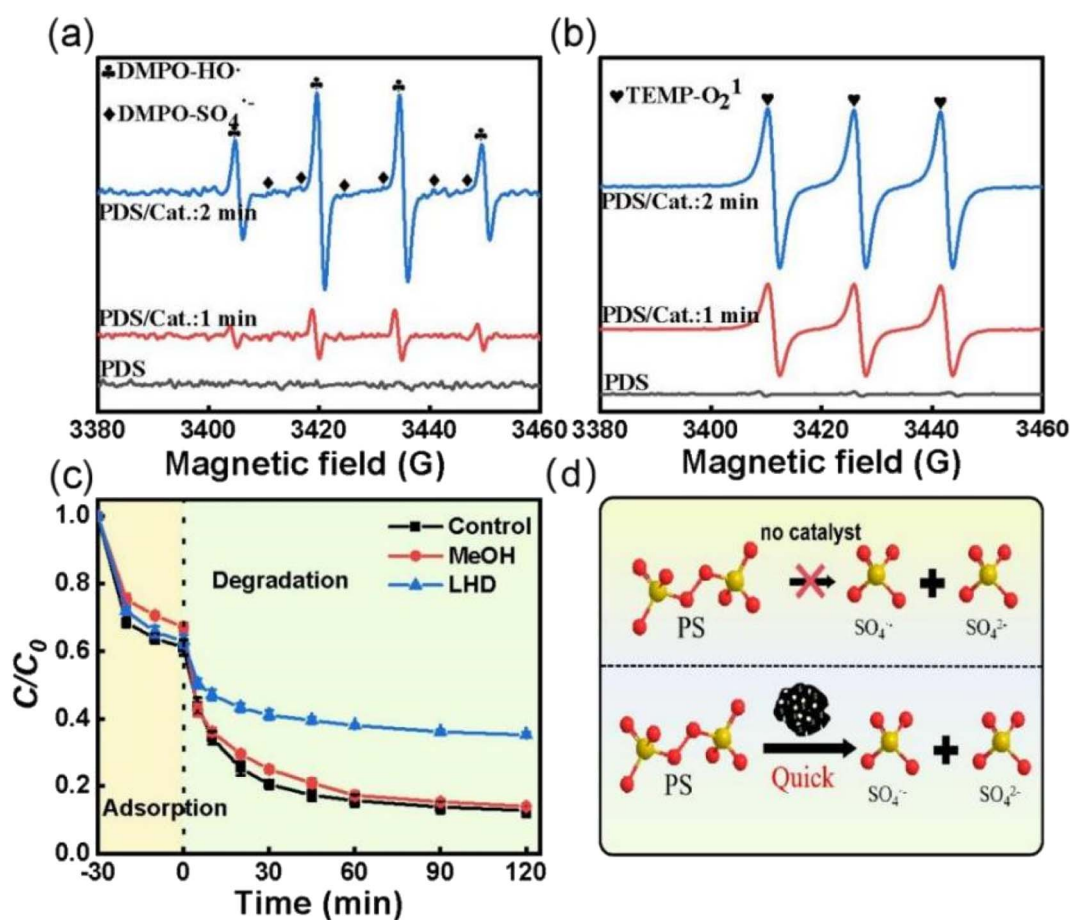 (a)
♣DMPO-HO·
♦DMPO-SO₄·⁻
PDS/Cat.:2 min
PDS/Cat.:1 min
PDS
3380 3400 3420 3440 3460
Magnetic field (G)
(b)
♥TEMP-O₂¹
PDS/Cat.:2 min
PDS/Cat.:1 min
PDS
3380 3400 3420 3440 3460
Magnetic field (G)
(c)
C/C₀
1.0
0.8
0.6
0.4
0.2
0.0
Control
MeOH
LHD
Degradation
Adsorption
-30 0 30 60 90 120
Time (min)
(d)
no catalyst
PS
SO₄·⁻
+
SO₄²⁻
PS
Quick
SO₄·⁻
+
SO₄²⁻